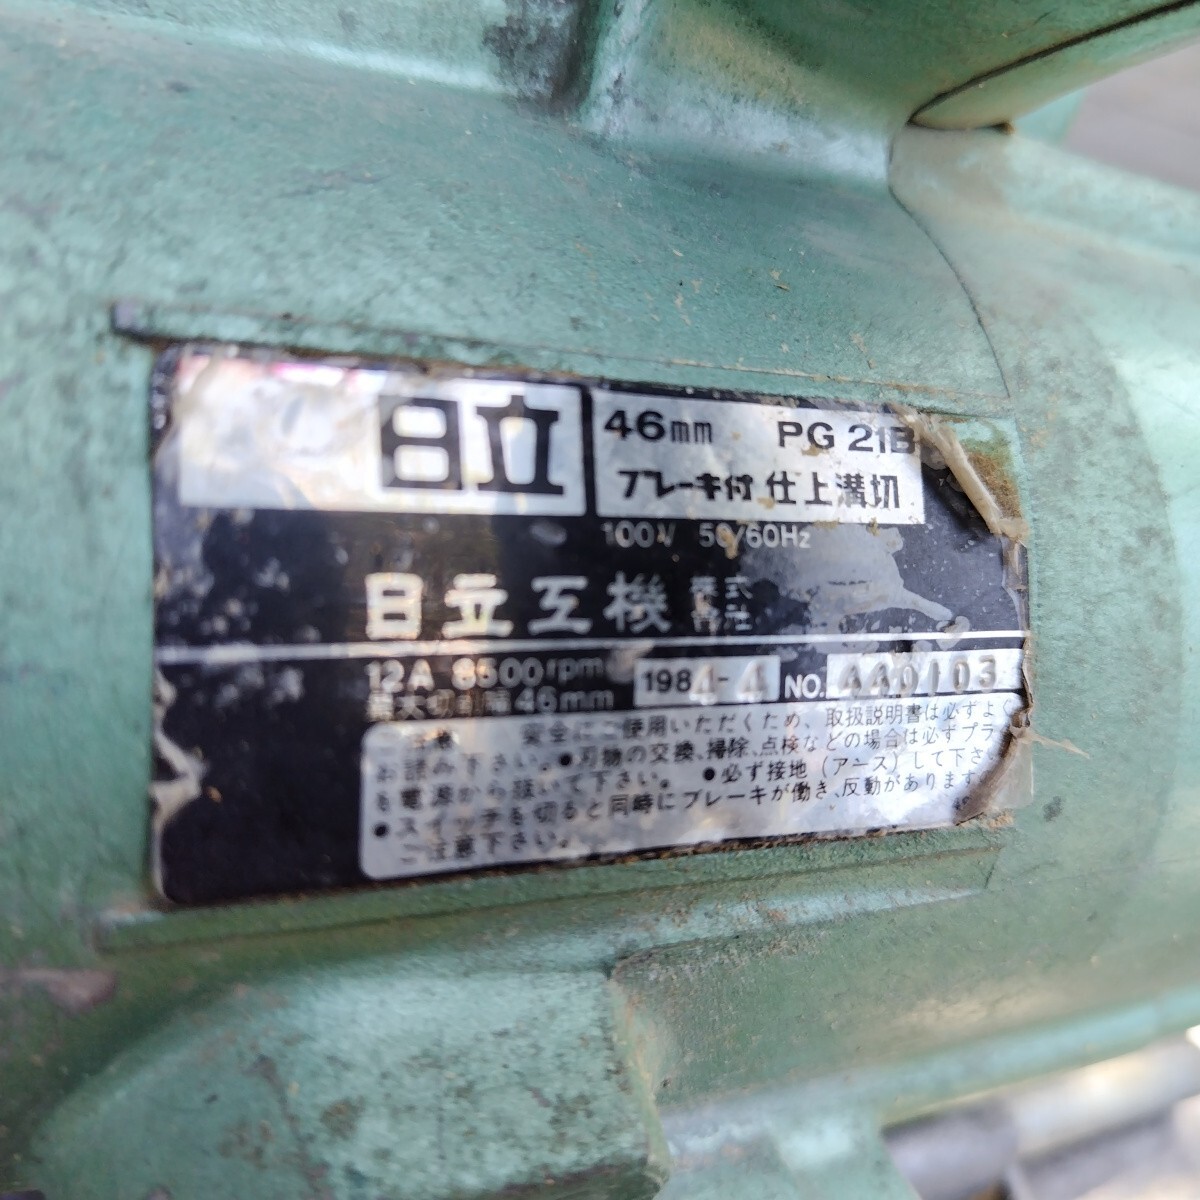 日立
46mm PG 21B
ブレーキ付 仕上溝切
100V 50/60Hz
日立工機 株式会社
12A 8500rpm 1984-4 NO. 440103
最大切削幅46mm
ご注意 安全にご使用いただくため、取扱説明書は必ずよく
お読み下さい。●刃物の交換、掃除、点検などの場合は必ずプラ
を電源から抜いて下さい。 ●必ず接地（アース）して下さ
●スイッチを切ると同時にブレーキが働き、反動があります
ご注意下さい。